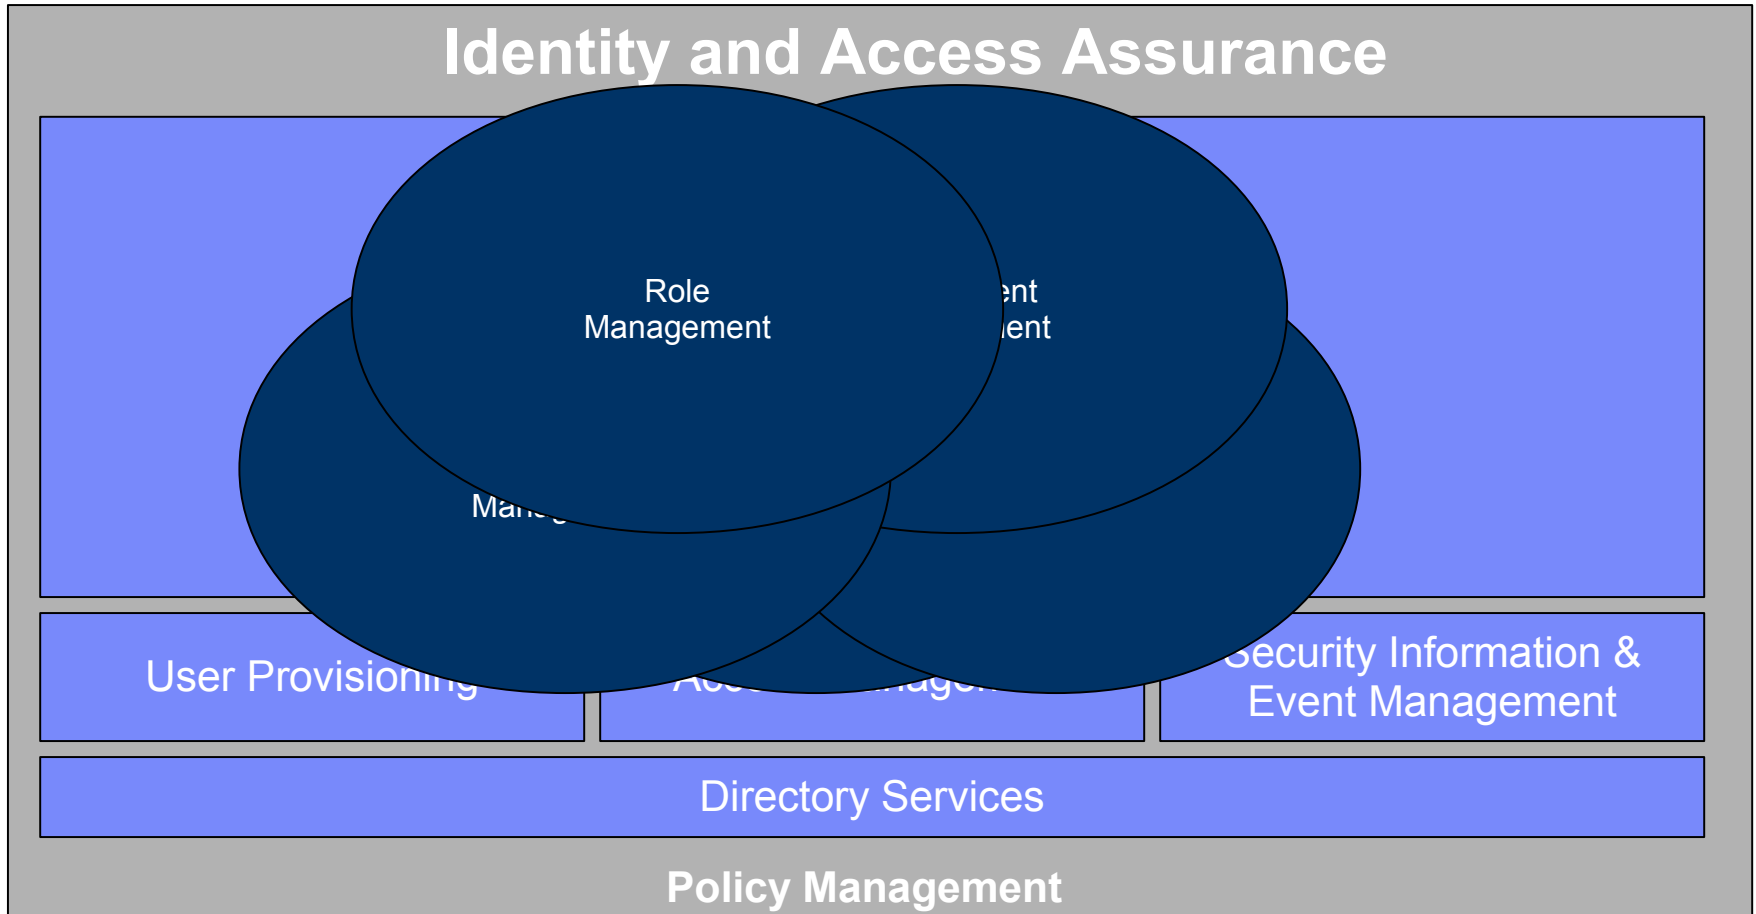 Identity and Access Assurance
Role
Management
User Provisioning
Security Information &
Event Management
Directory Services
Policy Management